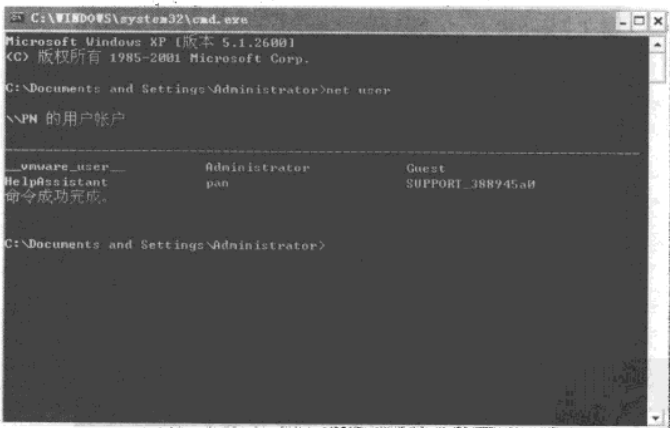 C:\WINDOWS\system32\cmd.exe
Microsoft Windows XP [版本 5.1.2600]
(C) 版权所有 1985-2001 Microsoft Corp.
C:\Documents and Settings\Administrator>net user
\\PN 的用户帐户
__vmware_user__ Administrator Guest
HelpAssistant pan SUPPORT_388945a0
命令成功完成。
C:\Documents and Settings\Administrator>